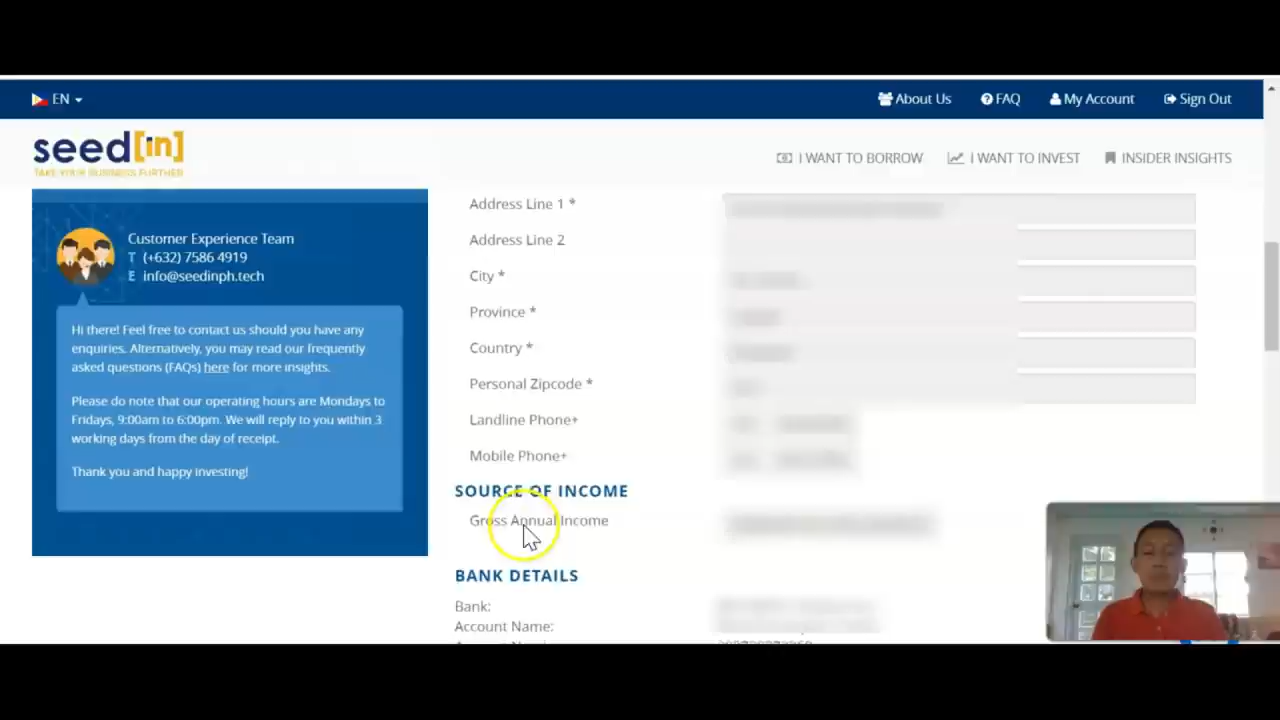 EN
About Us
FAQ
My Account
Sign Out
seed[in]
TAKE YOUR BUSINESS FURTHER
I WANT TO BORROW
I WANT TO INVEST
INSIDER INSIGHTS
Customer Experience Team
T (+632) 7586 4919
E info@seedinph.tech
Hi there! Feel free to contact us should you have any
enquiries. Alternatively, you may read our frequently
asked questions (FAQs) here for more insights.
Please do note that our operating hours are Mondays to
Fridays, 9:00am to 6:00pm. We will reply to you within 3
working days from the day of receipt.
Thank you and happy investing!
Address Line 1 *
Address Line 2
City *
Province *
Country *
Personal Zipcode *
Landline Phone+
Mobile Phone+
SOURCE OF INCOME
Gross Annual Income
BANK DETAILS
Bank:
Account Name: